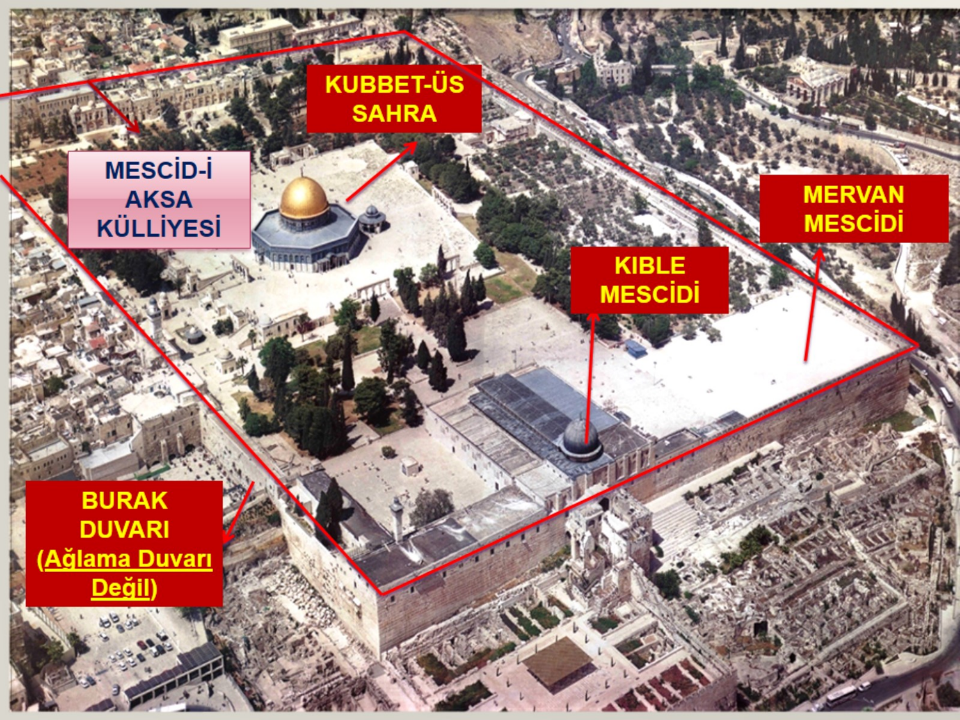 KUBBET-ÜS
SAHRA
MESCİD-İ
AKSA
KÜLLİYESİ
MERVAN
MESCİDİ
KIBLE
MESCİDİ
BURAK
DUVARI
(Ağlama Duvarı
Değil)